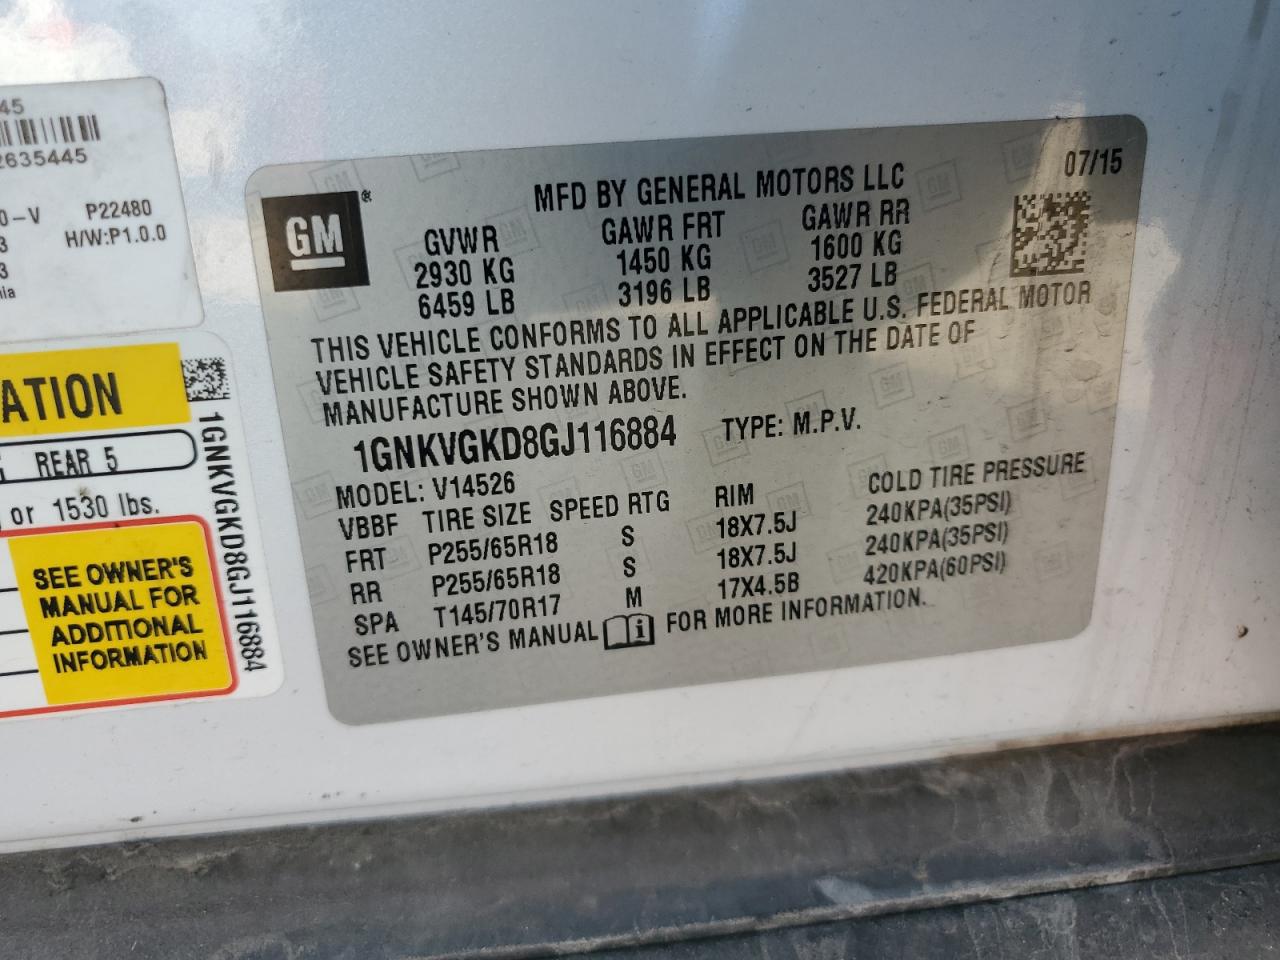 45
2635445
0-V P22480
3 H/W:P1.0.0
3
nia
ATION
REAR 5
or 1530 lbs.
SEE OWNER'S
MANUAL FOR
ADDITIONAL
INFORMATION
1GNKVGKD8GJ116884
GM®
MFD BY GENERAL MOTORS LLC 07/15
GVWR GAWR FRT GAWR RR
2930 KG 1450 KG 1600 KG
6459 LB 3196 LB 3527 LB
THIS VEHICLE CONFORMS TO ALL APPLICABLE U.S. FEDERAL MOTOR
VEHICLE SAFETY STANDARDS IN EFFECT ON THE DATE OF
MANUFACTURE SHOWN ABOVE.
1GNKVGKD8GJ116884 TYPE: M.P.V.
MODEL: V14526
VBBF TIRE SIZE SPEED RTG RIM COLD TIRE PRESSURE
FRT P255/65R18 S 18X7.5J 240KPA(35PSI)
RR P255/65R18 S 18X7.5J 240KPA(35PSI)
SPA T145/70R17 M 17X4.5B 420KPA(60PSI)
SEE OWNER'S MANUAL i FOR MORE INFORMATION.